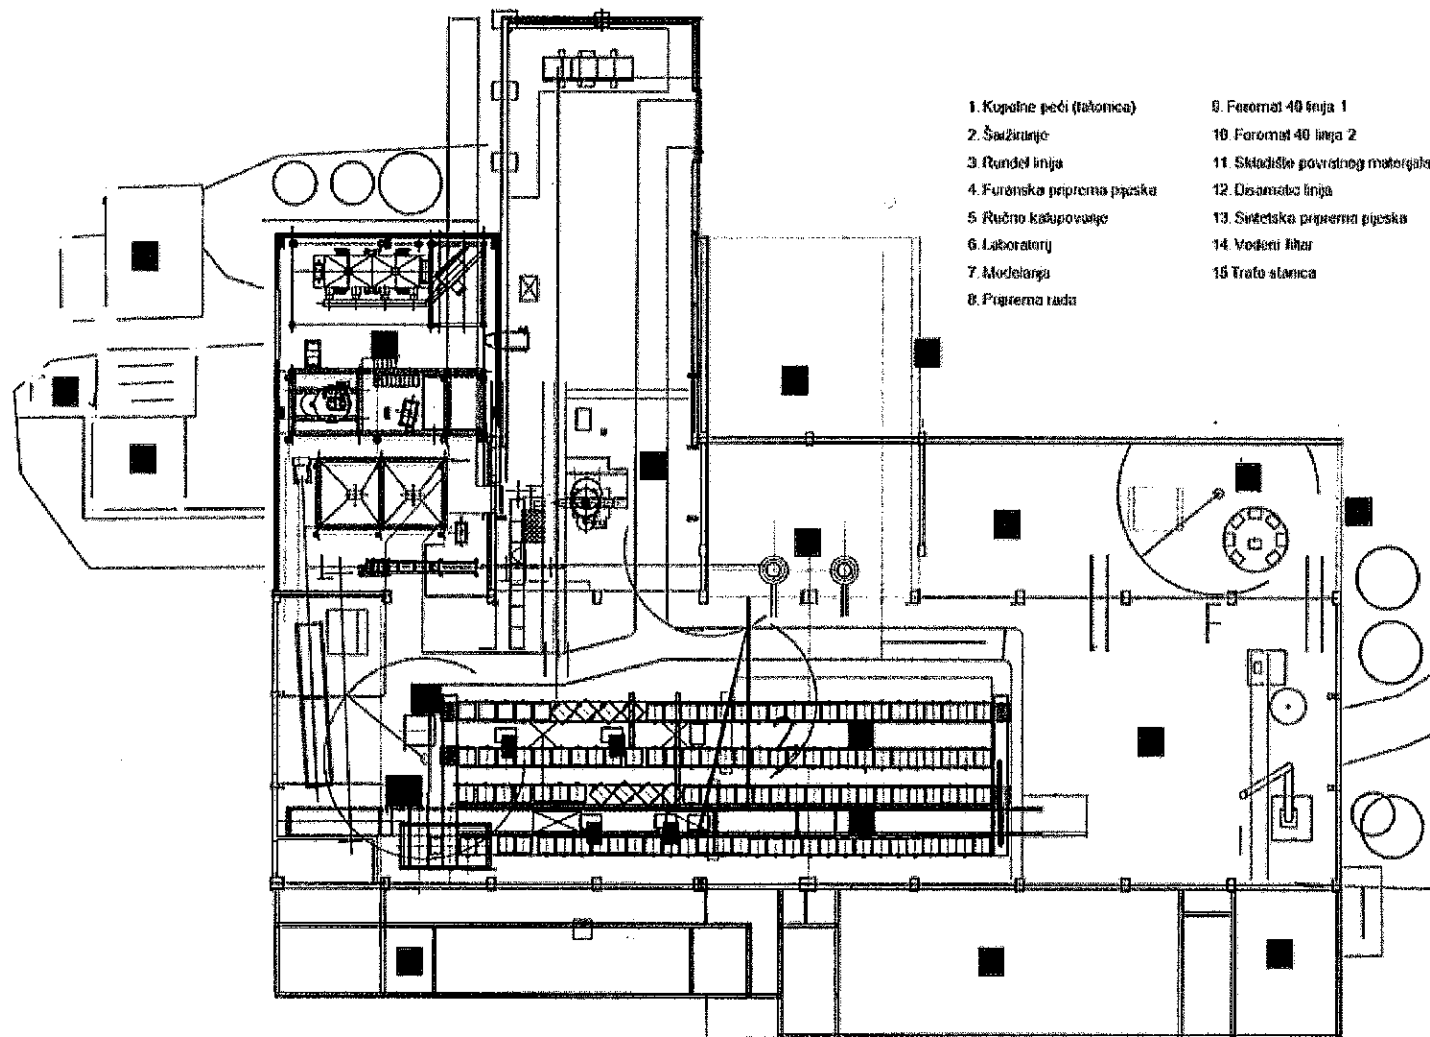 1. Kupolne peći (talionica)
2. Šaržiranje
3. Rundel linija
4. Furanska priprema pijeska
5. Ručno kalupovanje
6. Laboratorij
7. Modelarija
8. Priprema rada
9. Foromat 40 linija 1
10. Foromat 40 linija 2
11. Skladište povratnog materijala
12. Disamatic linija
13. Sintetska priprema pijeska
14. Vodeni filtar
15 Trafo stanica